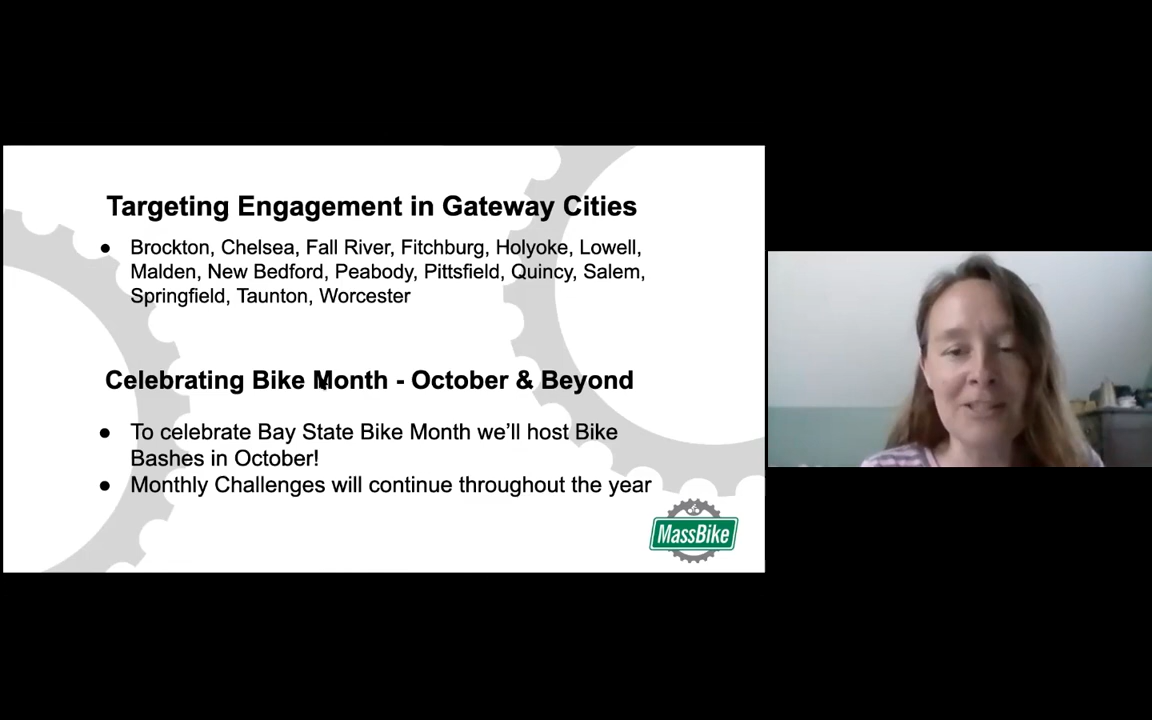 Targeting Engagement in Gateway Cities
● Brockton, Chelsea, Fall River, Fitchburg, Holyoke, Lowell,
Malden, New Bedford, Peabody, Pittsfield, Quincy, Salem,
Springfield, Taunton, Worcester
Celebrating Bike Month - October & Beyond
● To celebrate Bay State Bike Month we’ll host Bike
Bashes in October!
● Monthly Challenges will continue throughout the year
MassBike